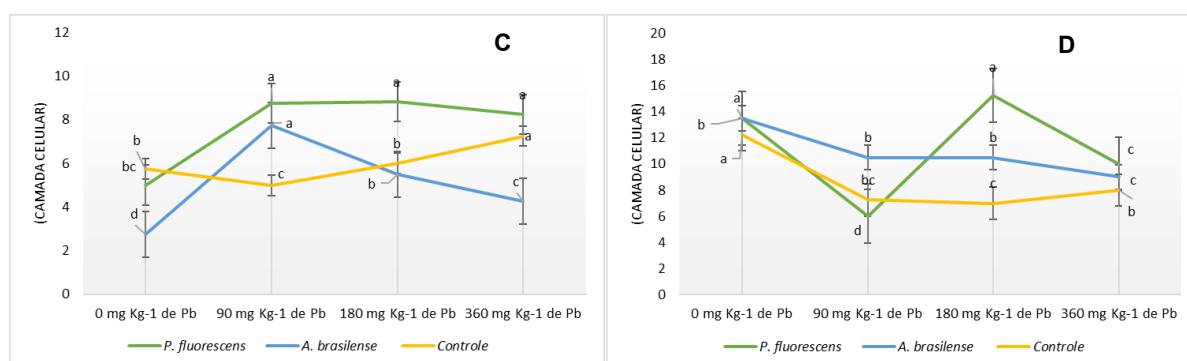 C
(CAMADA CELULAR)
12
10
8
6
4
2
0
b
bc
d
a
a
c
a
b
b
a
a
c
0 mg Kg-1 de Pb
90 mg Kg-1 de Pb
180 mg Kg-1 de Pb
360 mg Kg-1 de Pb
P. fluorescens
A. brasilense
Controle
D
(CAMADA CELULAR)
20
18
16
14
12
10
8
6
4
2
0
a
b
a
b
bc
d
a
b
c
c
c
b
0 mg Kg-1 de Pb
90 mg Kg-1 de Pb
180 mg Kg-1 de Pb
360 mg Kg-1 de Pb
P. fluorescens
A. brasilense
Controle